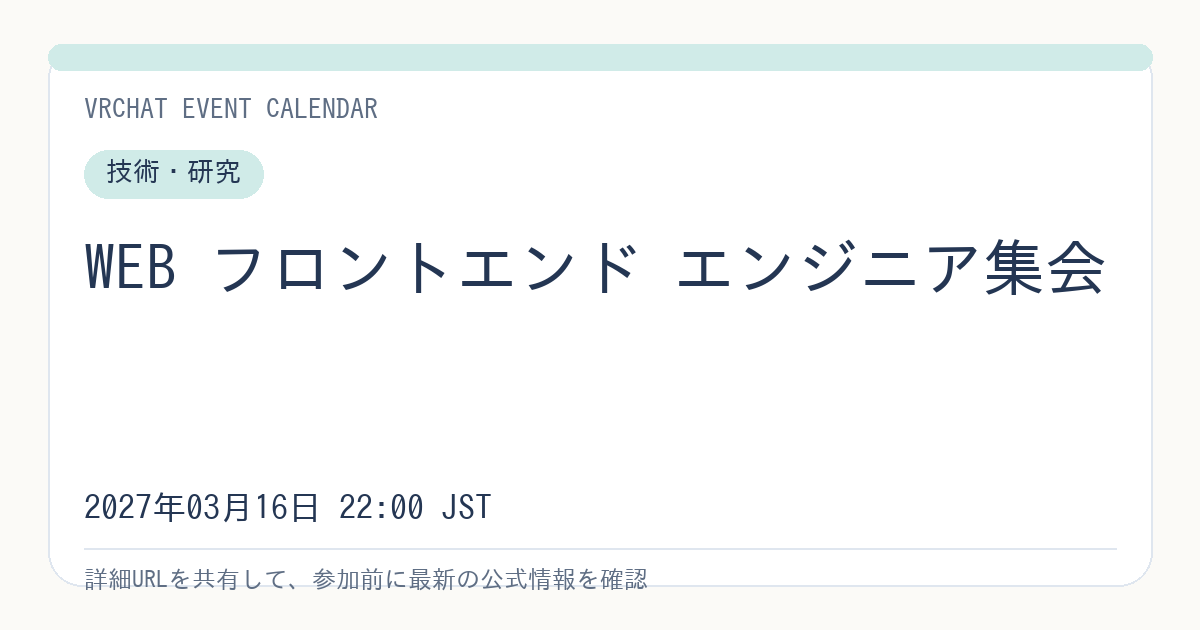 VRCHAT EVENT CALENDAR
技術・研究
WEB フロントエンド エンジニア集会
2027年03月16日 22:00 JST
詳細URLを共有して、参加前に最新の公式情報を確認